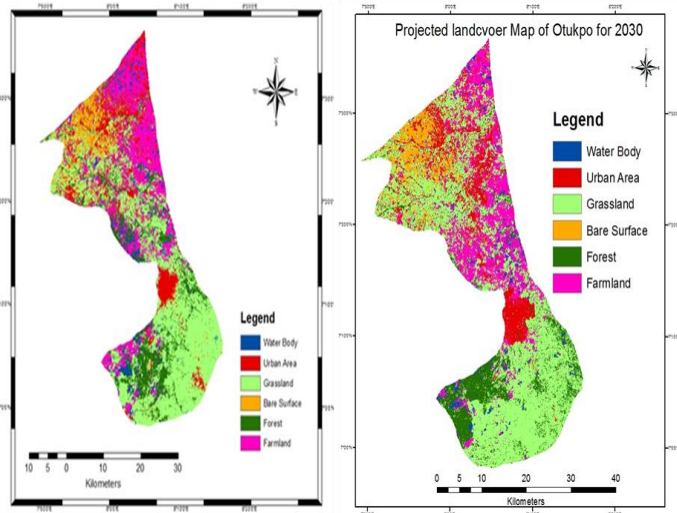 N
W
E
S
Legend
Water Body
Urban Area
Grassland
Bare Surface
Forest
Farmland
10 5 0 10 20 30
Kilometers
Projected landcvoer Map of Otukpo for 2030
Legend
Water Body
Urban Area
Grassland
Bare Surface
Forest
Farmland
0 5 10 20 30 40
Kilometers